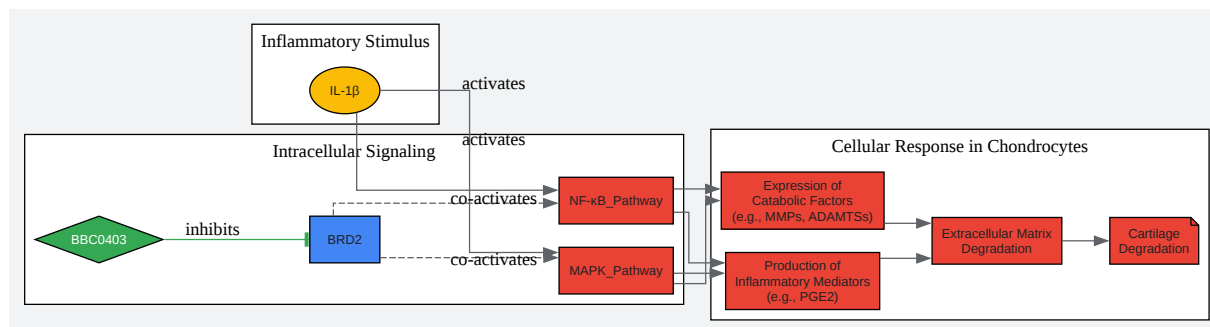 Inflammatory Stimulus
IL-1β
activates
activates
Intracellular Signaling
co-activates
NF-κB_Pathway
BBC0403
inhibits
BRD2
co-activates
MAPK_Pathway
Cellular Response in Chondrocytes
Expression of
Catabolic Factors
(e.g., MMPs, ADAMTSs)
Production of
Inflammatory Mediators
(e.g., PGE2)
Extracellular Matrix
Degradation
Cartilage
Degradation